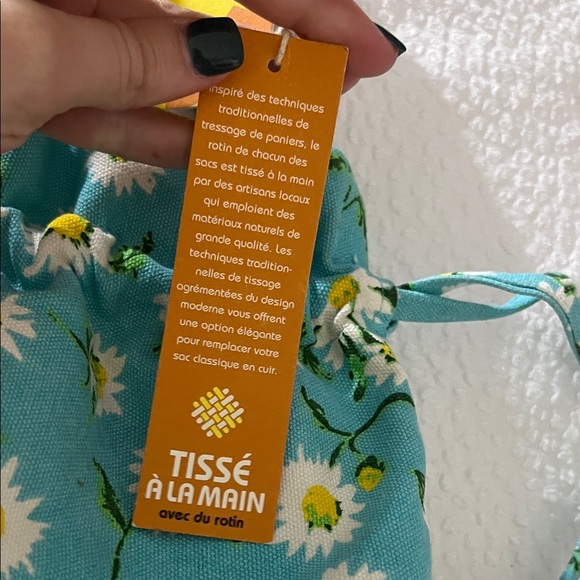 Inspiré des techniques
traditionnelles de
tressage de paniers, le
rotin de chacun des
sacs est tissé à la main
par des artisans locaux
qui emploient des
matériaux naturels de
grande qualité. Les
techniques tradition-
nelles de tissage
agrémentées du design
moderne vous offrent
une option élégante
pour remplacer votre
sac classique en cuir.
TISSÉ
À LA MAIN
avec du rotin